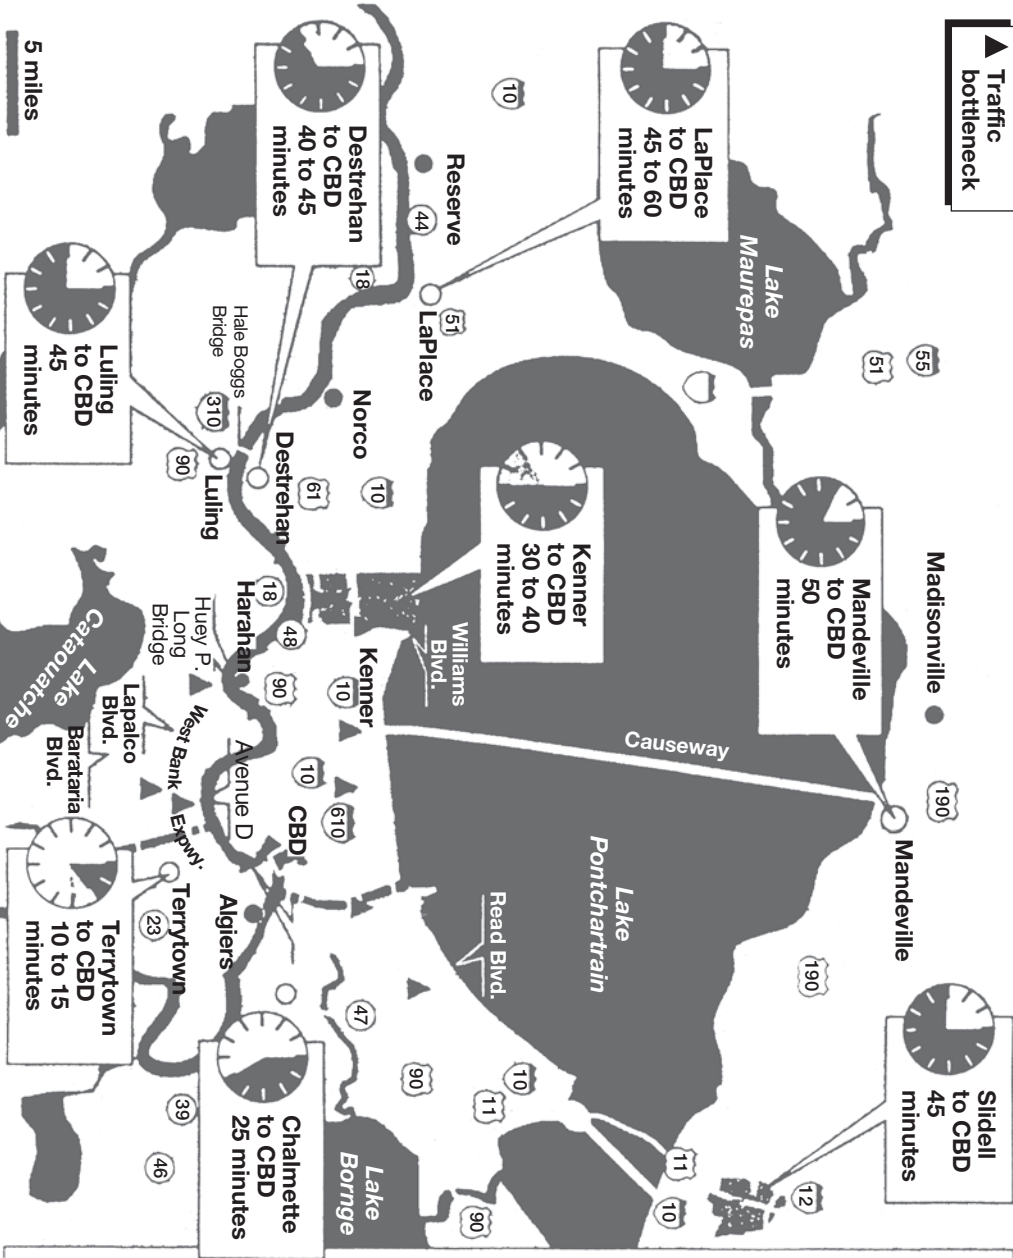 Traffic
bottleneck
5 miles
LaPlace
to CBD
45 to 60
minutes
Destrehan
to CBD
40 to 45
minutes
Luling
to CBD
45
minutes
Kenner
to CBD
30 to 40
minutes
Mandeville
to CBD
50
minutes
Slidell
to CBD
45
minutes
Terrytown
to CBD
10 to 15
minutes
Chalmette
to CBD
25 minutes
10
Reserve
44
18
51
LaPlace
Lake
Maurepas
55
51
Hale Boggs
Bridge
310
90
Luling
Destrehan
Norco
61
10
Madisonville
190
Mandeville
190
Causeway
Lake
Pontchartrain
Williams
Blvd.
Kenner
10
18
48
90
Harahan
Huey P.
Long
Bridge
Lake
Cataouatche
Lapalco
Blvd.
Barataria
Blvd.
West Bank Expwy.
Avenue D
10
610
CBD
Algiers
Terrytown
23
Read Blvd.
47
90
10
11
39
46
Lake
Bornge
90
11
10
12